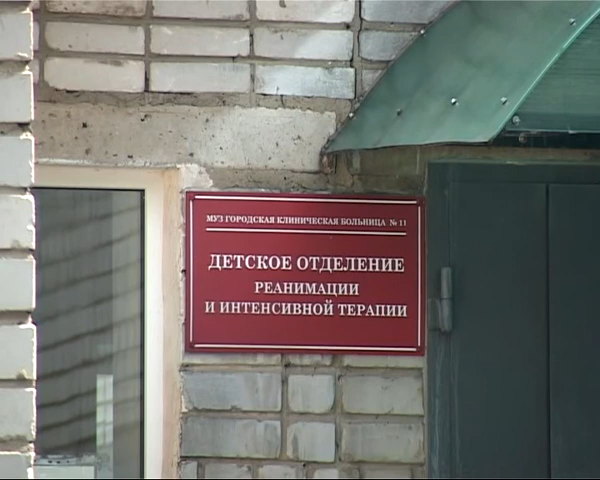 МУЗ ГОРОДСКАЯ КЛИНИЧЕСКАЯ БОЛЬНИЦА № 11
ДЕТСКОЕ ОТДЕЛЕНИЕ
РЕАНИМАЦИИ
И ИНТЕНСИВНОЙ ТЕРАПИИ